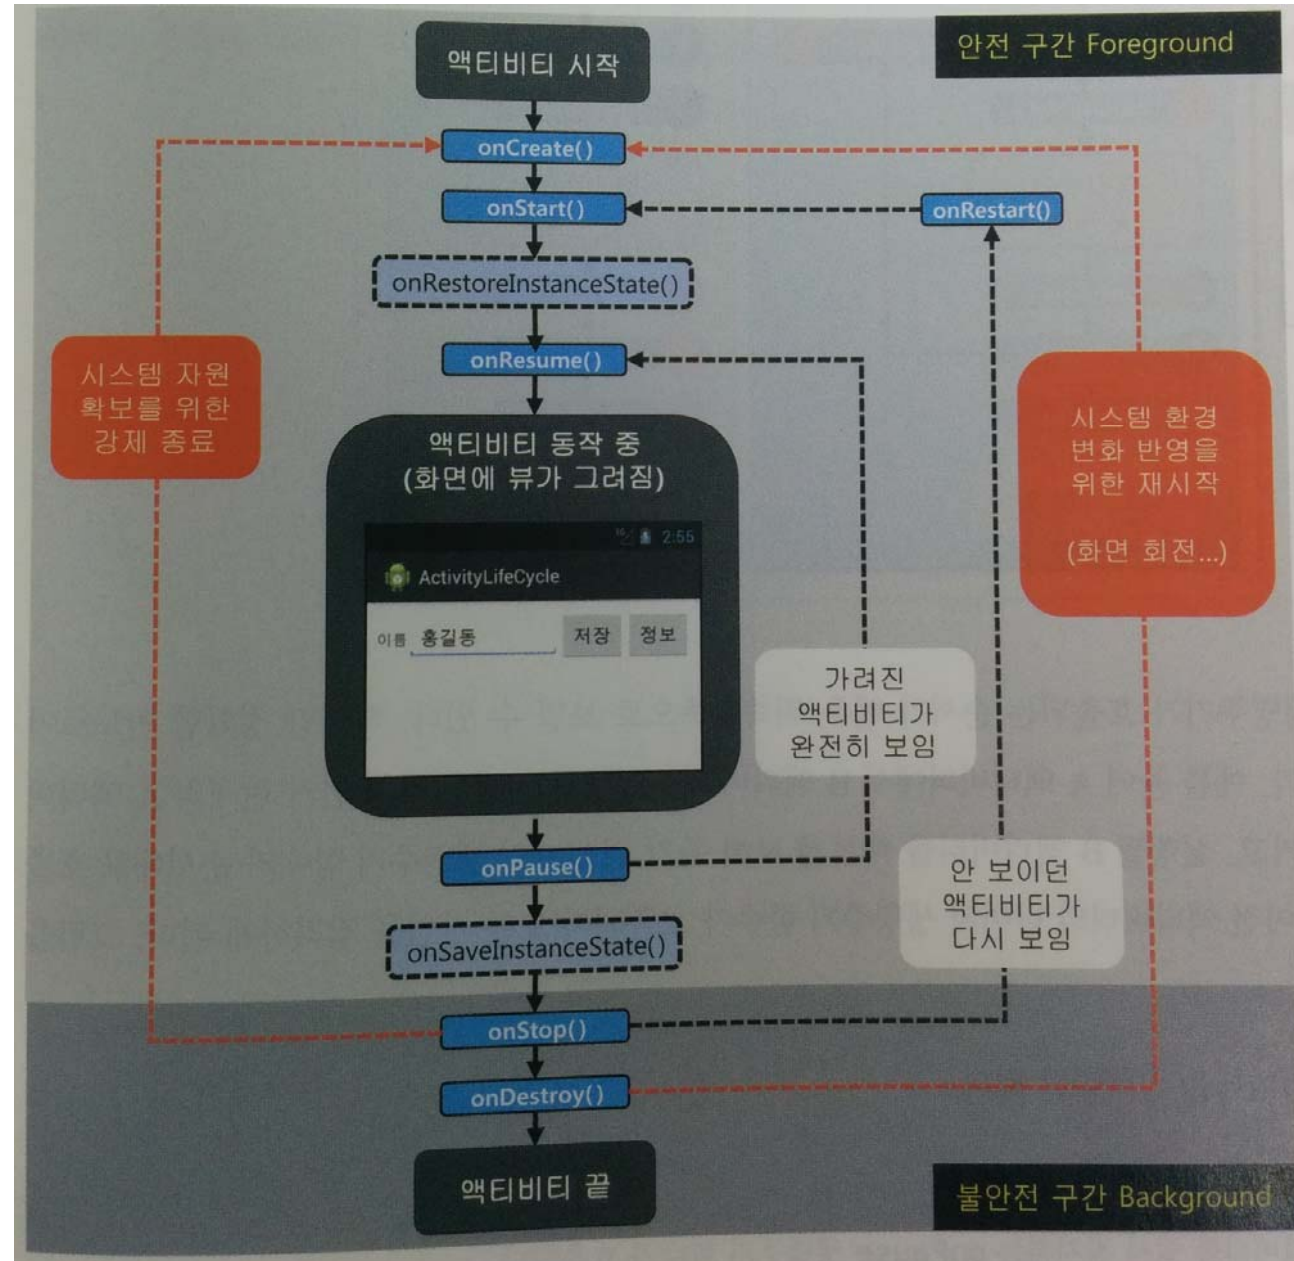 안전 구간 Foreground
액티비티 시작
onCreate()
onStart()
onRestart()
onRestoreInstanceState()
onResume()
시스템 자원
확보를 위한
강제 종료
시스템 환경
변화 반영을
위한 재시작
(화면 회전...)
액티비티 동작 중
(화면에 뷰가 그려짐)
2:55
ActivityLifeCycle
이름 홍길동 저장 정보
가려진
액티비티가
완전히 보임
onPause()
안 보이던
액티비티가
다시 보임
onSaveInstanceState()
onStop()
onDestroy()
액티비티 끝
불안전 구간 Background